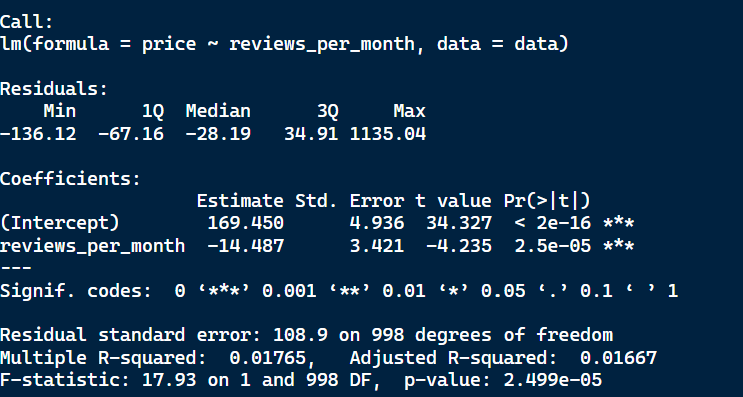 Call:
lm(formula = price ~ reviews_per_month, data = data)
Residuals:
    Min      1Q  Median      3Q     Max
-136.12  -67.16  -28.19   34.91 1135.04
Coefficients:
                  Estimate Std. Error t value Pr(>|t|)
(Intercept)        169.450      4.936  34.327  < 2e-16 ***
reviews_per_month  -14.487      3.421  -4.235  2.5e-05 ***
---
Signif. codes:  0 ‘***’ 0.001 ‘**’ 0.01 ‘*’ 0.05 ‘.’ 0.1 ‘ ’ 1
Residual standard error: 108.9 on 998 degrees of freedom
Multiple R-squared:  0.01765,   Adjusted R-squared:  0.01667
F-statistic: 17.93 on 1 and 998 DF,  p-value: 2.499e-05